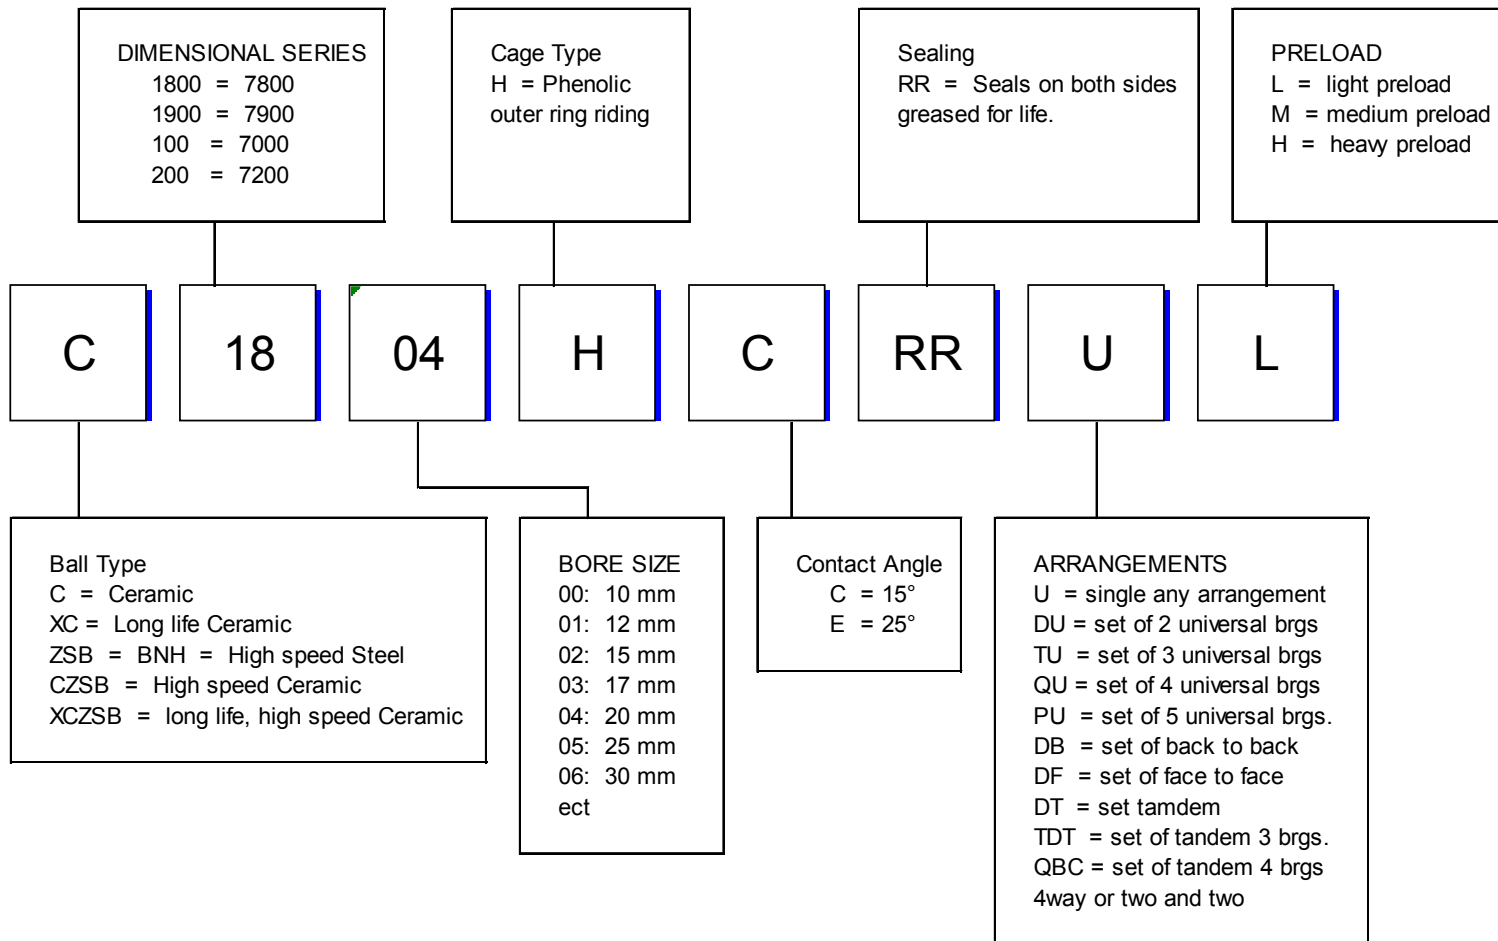 DIMENSIONAL SERIES
1800 = 7800
1900 = 7900
100 = 7000
200 = 7200
Cage Type
H = Phenolic
outer ring riding
Sealing
RR = Seals on both sides
greased for life.
PRELOAD
L = light preload
M = medium preload
H = heavy preload
C 18 04 H C RR U L
Ball Type
C = Ceramic
XC = Long life Ceramic
ZSB = BNH = High speed Steel
CZSB = High speed Ceramic
XCZSB = long life, high speed Ceramic
BORE SIZE
00: 10 mm
01: 12 mm
02: 15 mm
03: 17 mm
04: 20 mm
05: 25 mm
06: 30 mm
ect
Contact Angle
C = 15°
E = 25°
ARRANGEMENTS
U = single any arrangement
DU = set of 2 universal brgs
TU = set of 3 universal brgs
QU = set of 4 universal brgs
PU = set of 5 universal brgs.
DB = set of back to back
DF = set of face to face
DT = set tamdem
TDT = set of tandem 3 brgs.
QBC = set of tandem 4 brgs
4way or two and two